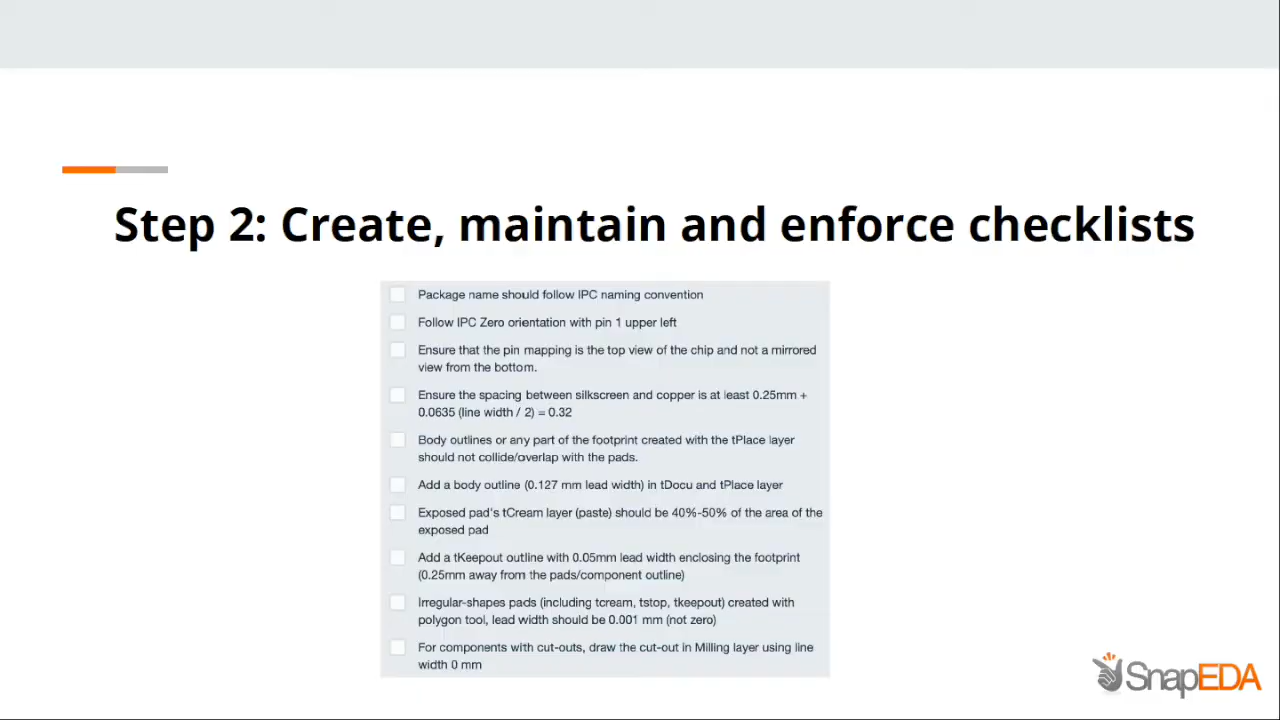 Step 2: Create, maintain and enforce checklists
Package name should follow IPC naming convention
Follow IPC Zero orientation with pin 1 upper left
Ensure that the pin mapping is the top view of the chip and not a mirrored
view from the bottom.
Ensure the spacing between silkscreen and copper is at least 0.25mm +
0.0635 (line width / 2) = 0.32
Body outlines or any part of the footprint created with the tPlace layer
should not collide/overlap with the pads.
Add a body outline (0.127 mm lead width) in tDocu and tPlace layer
Exposed pad's tCream layer (paste) should be 40%-50% of the area of the
exposed pad
Add a tKeepout outline with 0.05mm lead width enclosing the footprint
(0.25mm away from the pads/component outline)
Irregular-shapes pads (including tcream, tstop, tkeepout) created with
polygon tool, lead width should be 0.001 mm (not zero)
For components with cut-outs, draw the cut-out in Milling layer using line
width 0 mm
SnapEDA